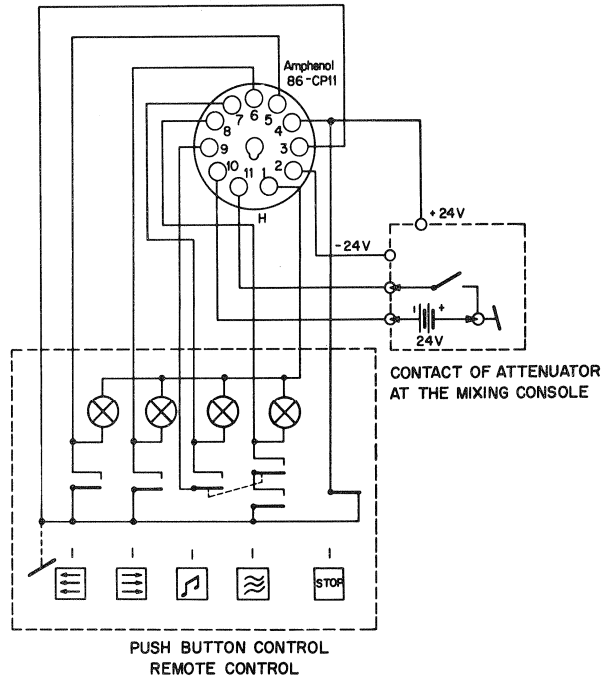 Amphenol
86-CP11
6
7
5
8
4
9
3
10
2
11
1
H
+24V
-24V
- +
24V
CONTACT OF ATTENUATOR
AT THE MIXING CONSOLE
STOP
PUSH BUTTON CONTROL
REMOTE CONTROL